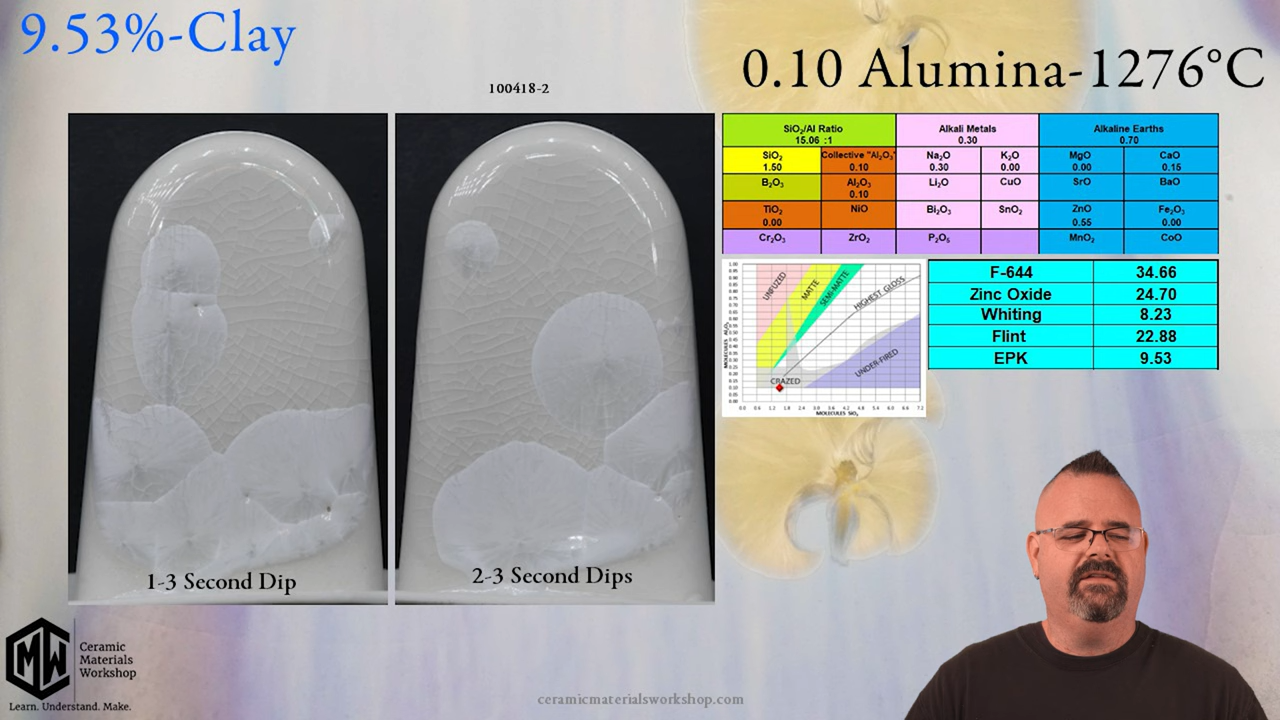 9.53%-Clay
0.10 Alumina-1276°C
100418-2
SiO₂/Al Ratio
15.06 :1
Alkali Metals
0.30
Alkaline Earths
0.70
SiO₂
1.50
Collective "Al₂O₃"
0.10
Na₂O
0.30
K₂O
0.00
MgO
0.00
CaO
0.15
B₂O₃
Al₂O₃
0.10
Li₂O
CuO
SrO
BaO
TiO₂
0.00
NiO
Bi₂O₃
SnO₂
ZnO
0.55
Fe₂O₃
0.00
Cr₂O₃
ZrO₂
P₂O₅
MnO₂
CoO
F-644 34.66
Zinc Oxide 24.70
Whiting 8.23
Flint 22.88
EPK 9.53
UNFUZED
MATTE
SEMI-MATTE
HIGHEST GLOSS
UNDER-FIRED
CRAZED
MOLECULES Al₂O₃
MOLECULES SiO₂
1-3 Second Dip
2-3 Second Dips
CMW
Ceramic
Materials
Workshop
Learn. Understand. Make.
ceramicmaterialsworkshop.com